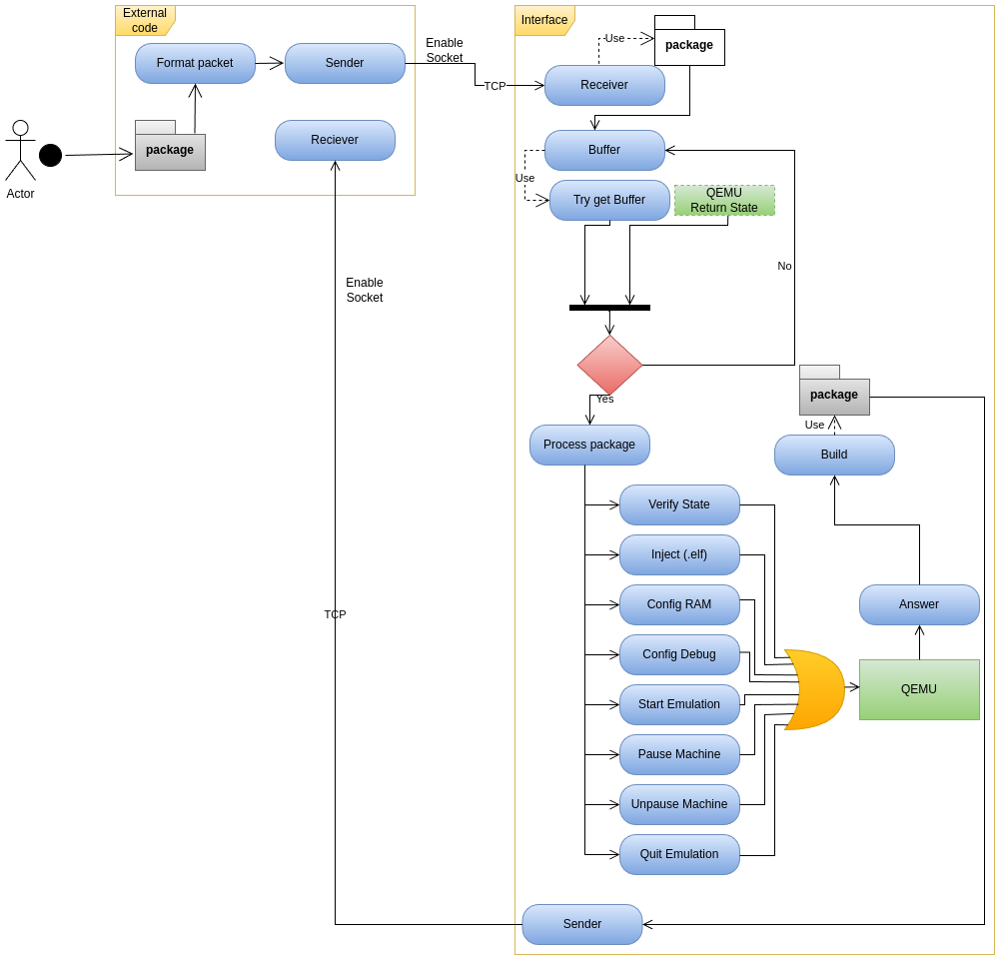 External
code
Format packet
Sender
Enable
Socket
TCP
Interface
Use
package
Receiver
Reciever
package
Actor
Buffer
Use
Try get Buffer
QEMU
Return State
No
Enable
Socket
Yes
package
Use
Process package
Build
Verify State
Inject (.elf)
Config RAM
Answer
TCP
Config Debug
QEMU
Start Emulation
Pause Machine
Unpause Machine
Quit Emulation
Sender